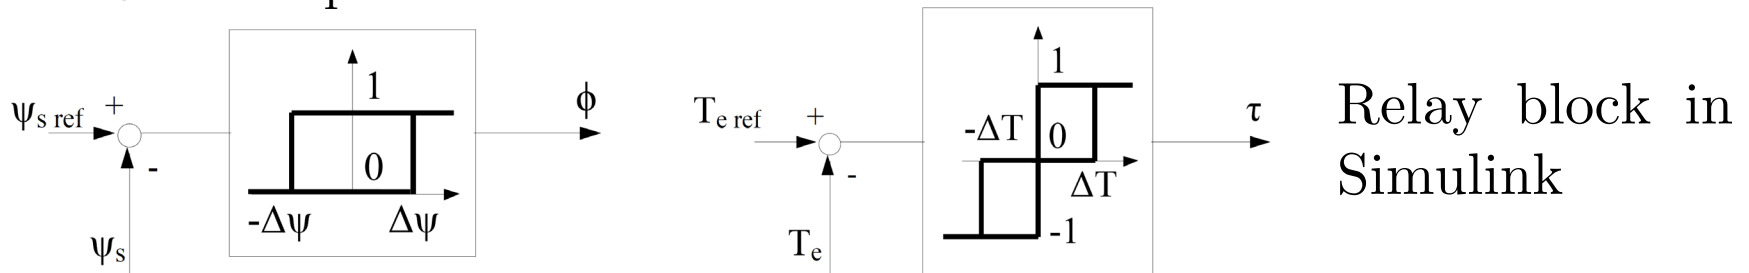 ψs ref
+
-
ψs
1
0
-Δψ
Δψ
ϕ
Te ref
+
-
Te
1
-ΔT
0
ΔT
-1
τ
Relay block in
Simulink